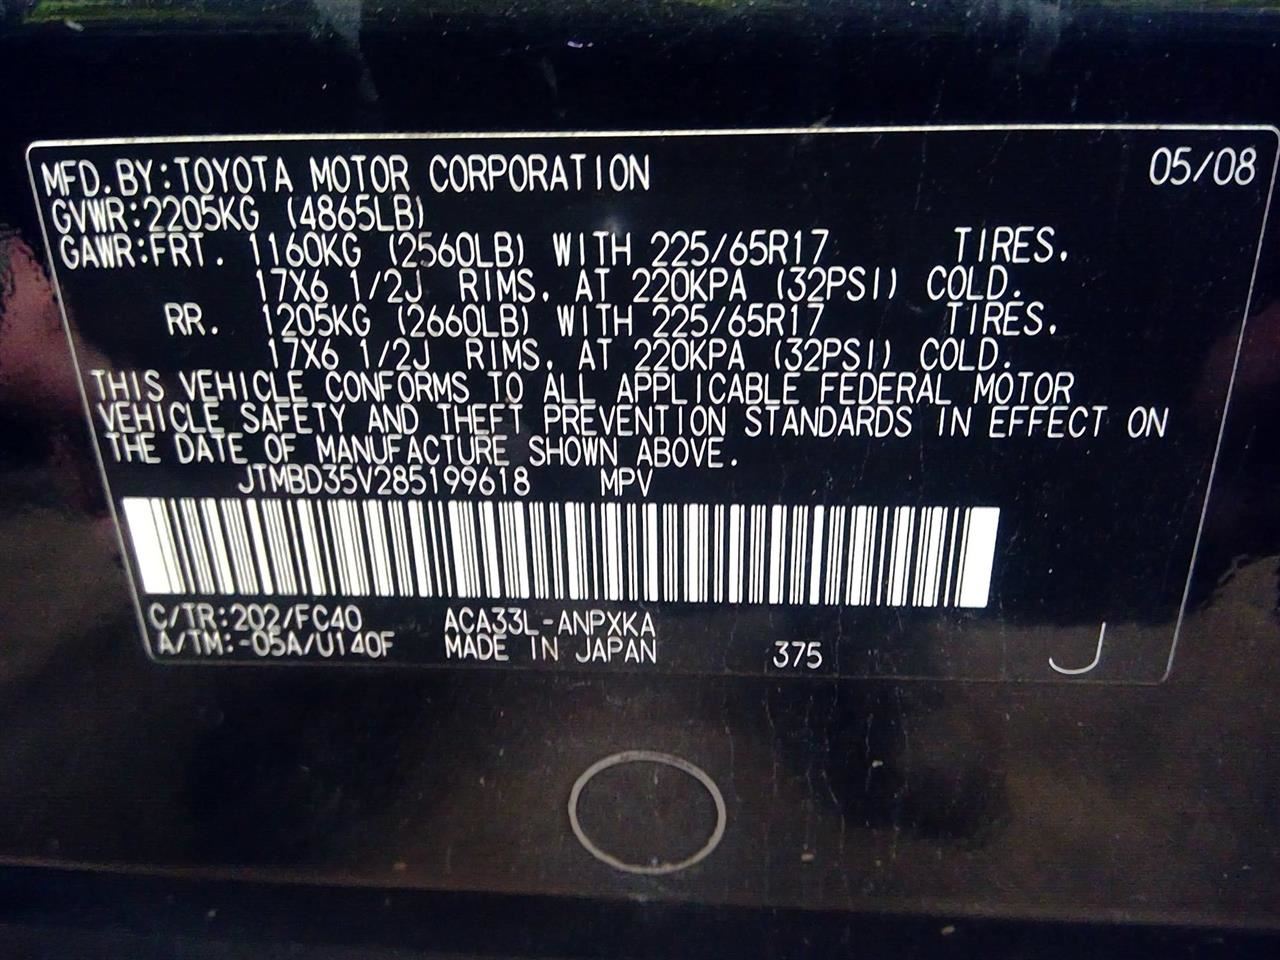 MFD.BY:TOYOTA MOTOR CORPORATION 05/08
GVWR:2205KG (4865LB)
GAWR:FRT. 1160KG (2560LB) WITH 225/65R17 TIRES.
17X6 1/2J RIMS. AT 220KPA (32PSI) COLD.
RR. 1205KG (2660LB) WITH 225/65R17 TIRES.
17X6 1/2J RIMS. AT 220KPA (32PSI) COLD.
THIS VEHICLE CONFORMS TO ALL APPLICABLE FEDERAL MOTOR
VEHICLE SAFETY AND THEFT PREVENTION STANDARDS IN EFFECT ON
THE DATE OF MANUFACTURE SHOWN ABOVE.
JTMBD35V285199618 MPV
C/TR:202/FC40 ACA33L-ANPXKA
A/TM:-05A/U140F MADE IN JAPAN 375 J